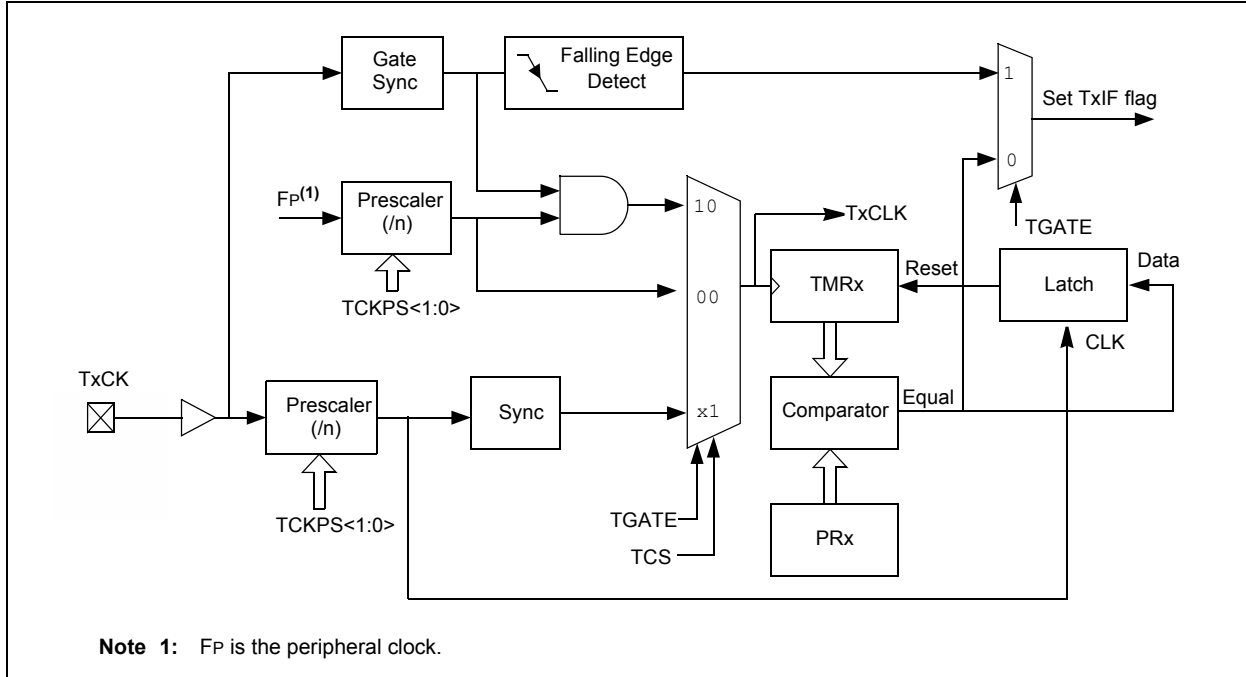 Gate
Sync
Falling Edge
Detect
1
Set TxIF flag
0
TGATE
FP(1)
Prescaler
(/n)
TCKPS<1:0>
10
00
x1
TxCLK
TMRx
Reset
Latch
Data
CLK
TxCK
Prescaler
(/n)
TCKPS<1:0>
Sync
Comparator
Equal
TGATE
TCS
PRx
Note 1: FP is the peripheral clock.